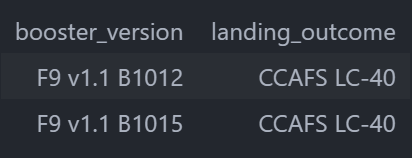 booster_version landing_outcome
F9 v1.1 B1012 CCAFS LC-40
F9 v1.1 B1015 CCAFS LC-40